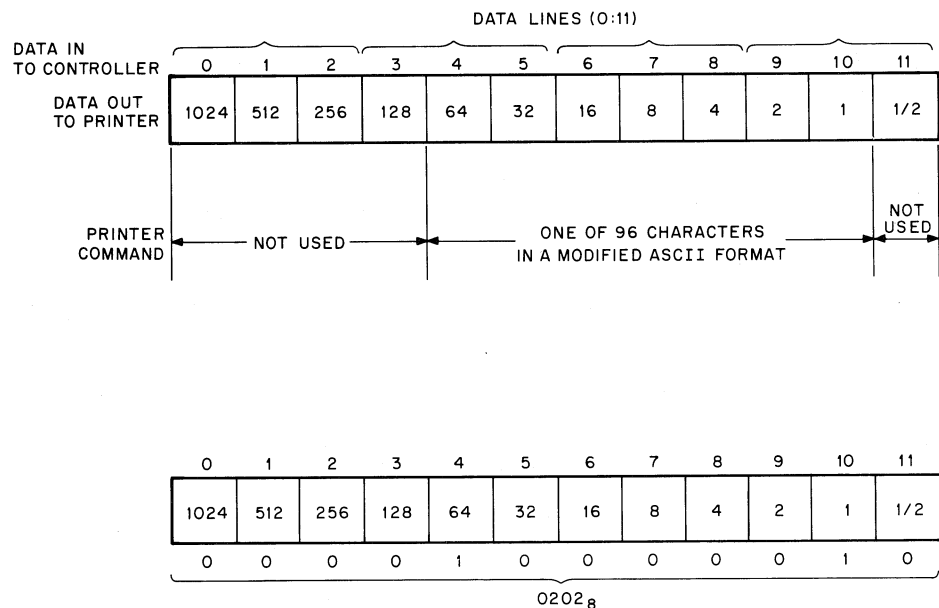 DATA LINES (0:11)
DATA IN
TO CONTROLLER
0 1 2 3 4 5 6 7 8 9 10 11
DATA OUT
TO PRINTER
1024 512 256 128 64 32 16 8 4 2 1 1/2
PRINTER
COMMAND
NOT USED
ONE OF 96 CHARACTERS
IN A MODIFIED ASCII FORMAT
NOT
USED
0 1 2 3 4 5 6 7 8 9 10 11
1024 512 256 128 64 32 16 8 4 2 1 1/2
0 0 0 0 1 0 0 0 0 0 1 0
0202₈